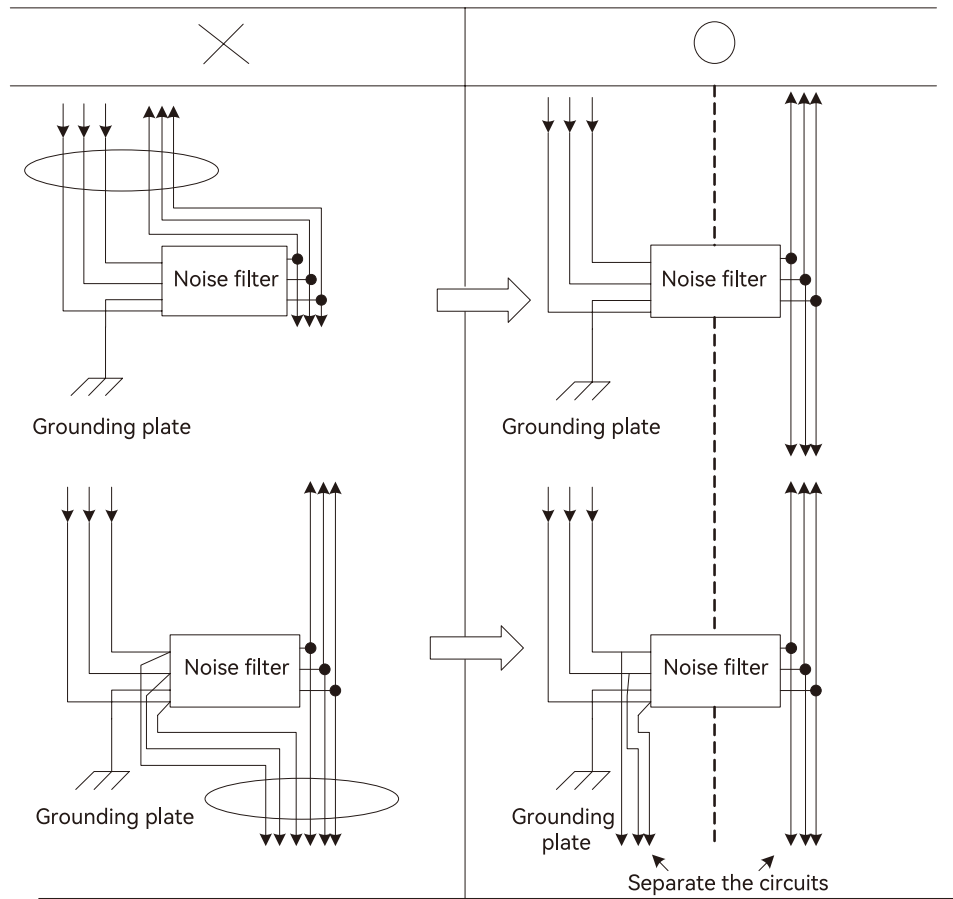 Noise filter
Noise filter
Grounding plate
Grounding plate
Noise filter
Noise filter
Grounding plate
Grounding
plate
Separate the circuits